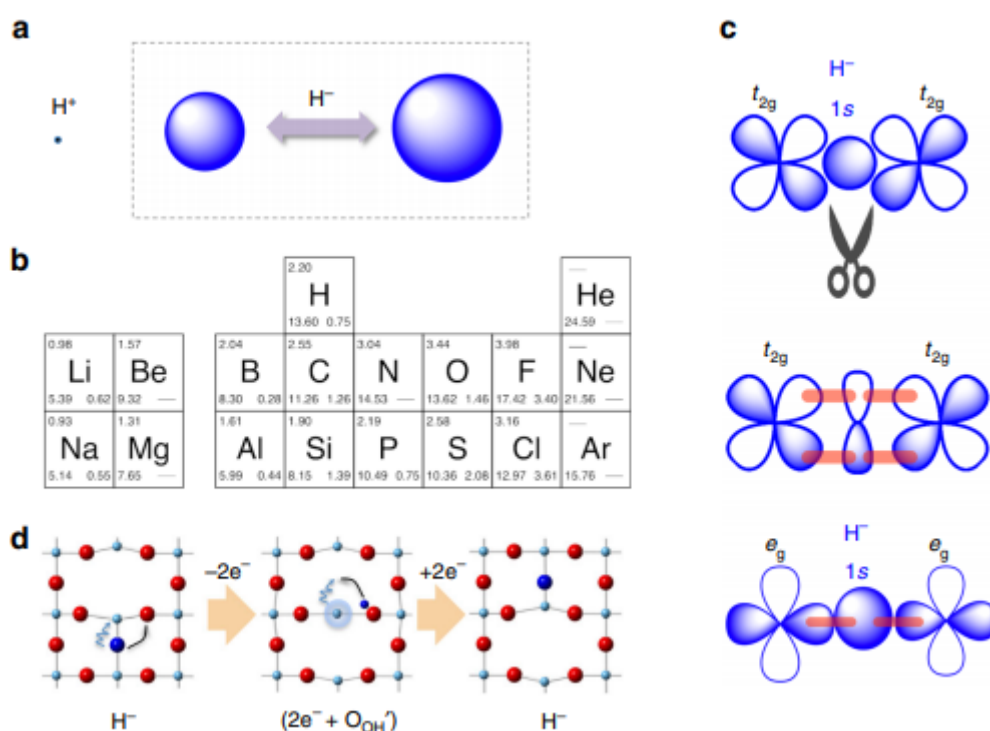 a
H⁺
H⁻
b
2.20
H
13.60 0.75
—
He
24.59 —
0.98
Li
5.39 0.62
1.57
Be
9.32 —
2.04
B
8.30 0.28
2.55
C
11.26 1.26
3.04
N
14.53 —
3.44
O
13.62 1.46
3.98
F
17.42 3.40
—
Ne
21.56 —
0.93
Na
5.14 0.55
1.31
Mg
7.65 —
1.61
Al
5.99 0.44
1.90
Si
8.15 1.39
2.19
P
10.49 0.75
2.58
S
10.36 2.08
3.16
Cl
12.97 3.61
—
Ar
15.76 —
c
H⁻
t₂g 1s t₂g
t₂g t₂g
H⁻
e_g 1s e_g
d
–2e⁻ +2e⁻
H⁻ (2e⁻ + O_OH′) H⁻